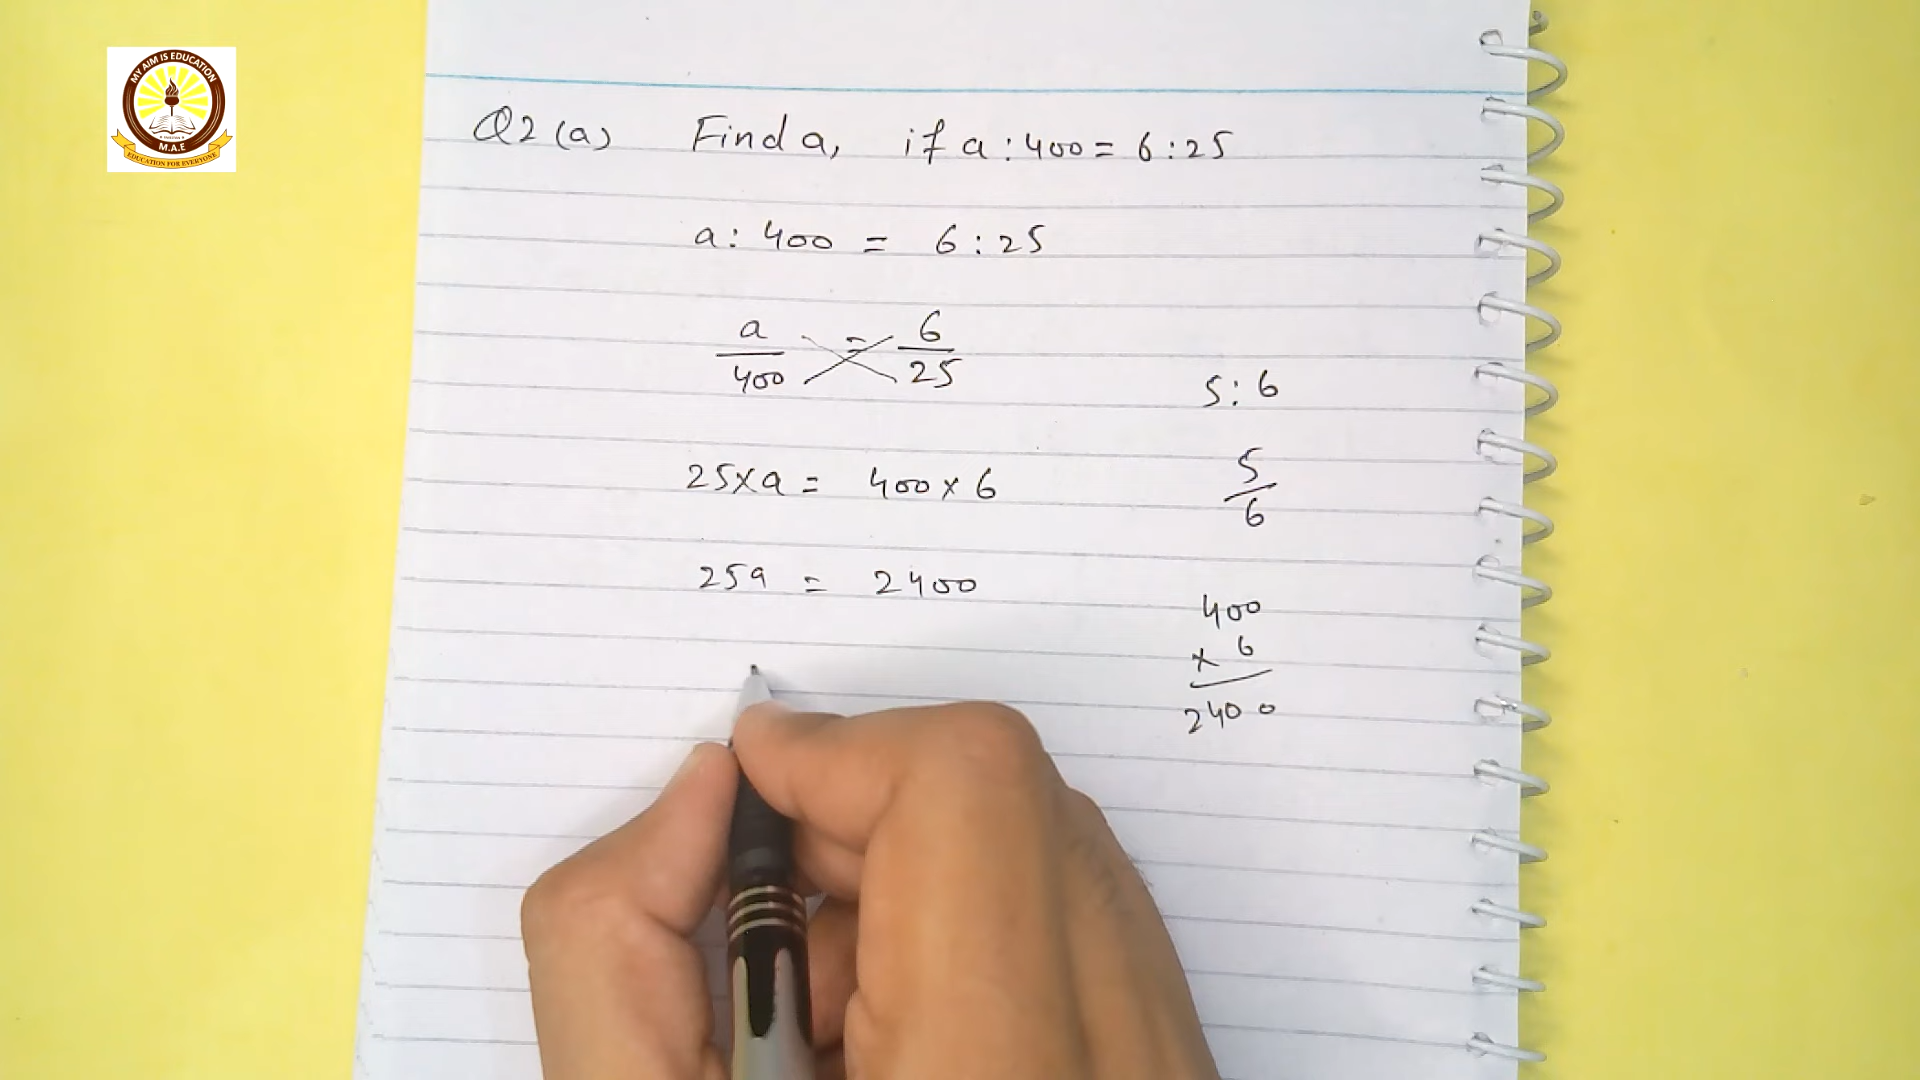 MY AIM IS EDUCATION
M.A.E
EDUCATION FOR EVERYONE
Q2 (a) Find a, if a : 400 = 6 : 25
a : 400 = 6 : 25
a/400 = 6/25
5 : 6
25 x a = 400 x 6
5/6
25a = 2400
400
x 6
2400